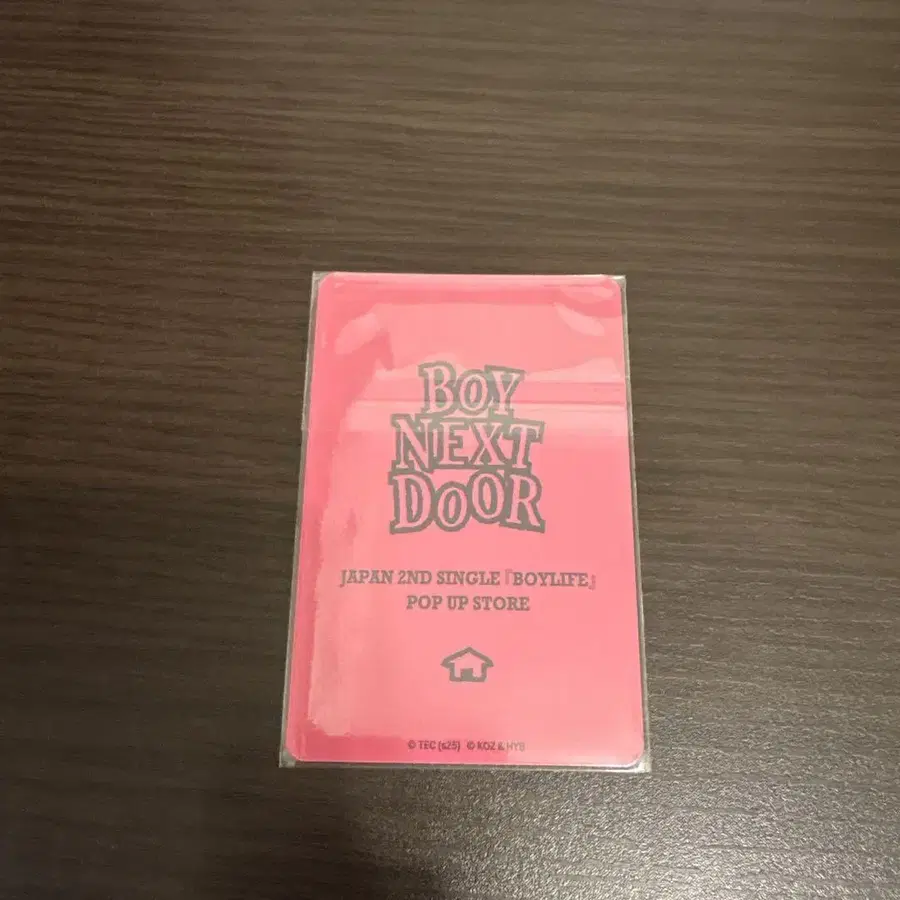 BOY
NEXT
DOOR
JAPAN 2ND SINGLE『BOYLIFE』
POP UP STORE
© TEC (s25) © KOZ & HYB